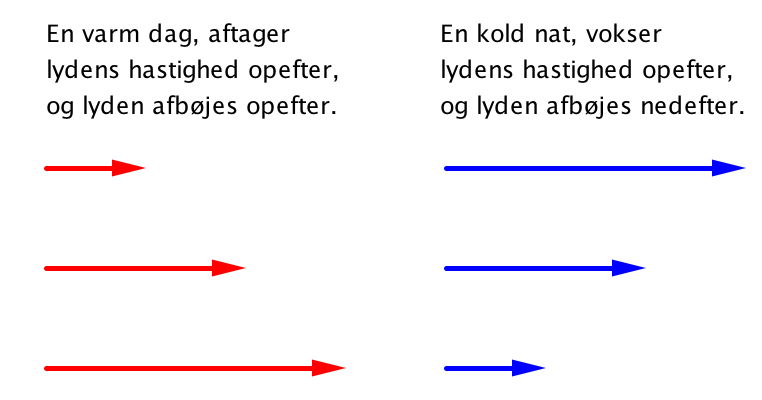 En varm dag, aftager
lydens hastighed opefter,
og lyden afbøjes opefter.
En kold nat, vokser
lydens hastighed opefter,
og lyden afbøjes nedefter.